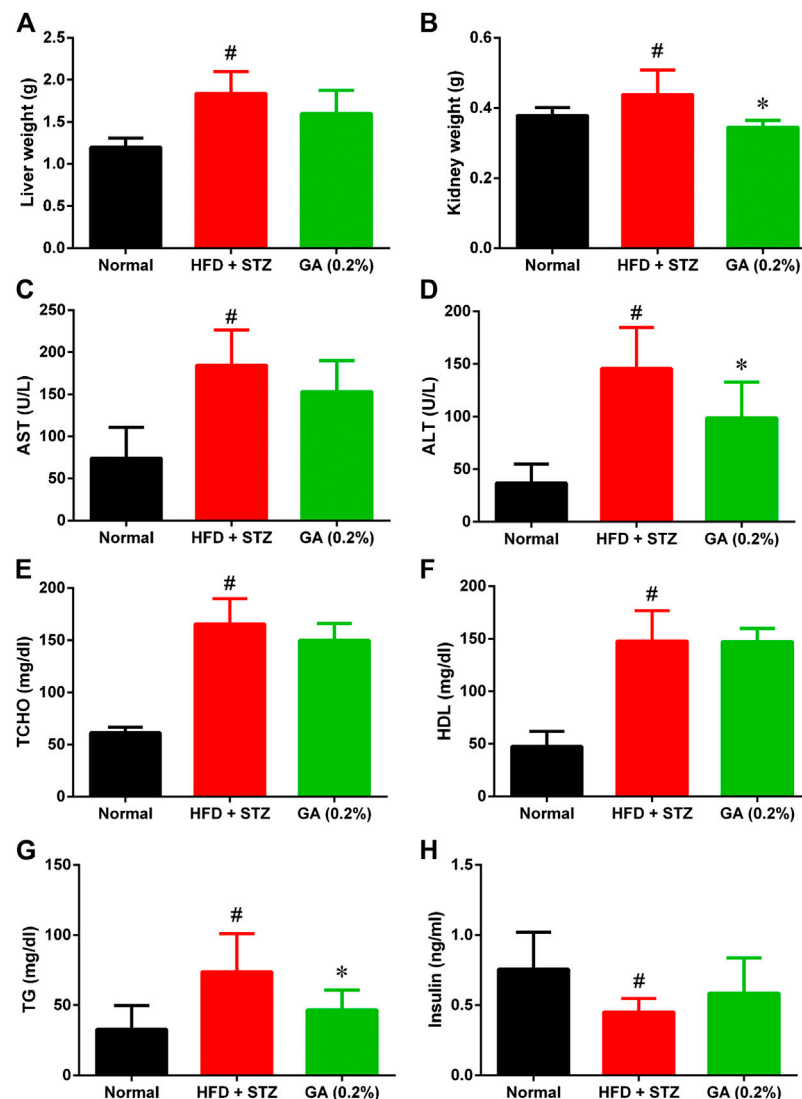 A
Liver weight (g)
2.5
2.0
1.5
1.0
0.5
0.0
#
Normal HFD + STZ GA (0.2%)
B
Kidney weight (g)
0.6
0.4
0.2
0.0
#
*
Normal HFD + STZ GA (0.2%)
C
AST (U/L)
250
200
150
100
50
0
#
Normal HFD + STZ GA (0.2%)
D
ALT (U/L)
200
150
100
50
0
#
*
Normal HFD + STZ GA (0.2%)
E
TCHO (mg/dl)
200
150
100
50
0
#
Normal HFD + STZ GA (0.2%)
F
HDL (mg/dl)
200
150
100
50
0
#
Normal HFD + STZ GA (0.2%)
G
TG (mg/dl)
150
100
50
0
#
*
Normal HFD + STZ GA (0.2%)
H
Insulin (ng/ml)
1.5
1.0
0.5
0.0
#
Normal HFD + STZ GA (0.2%)